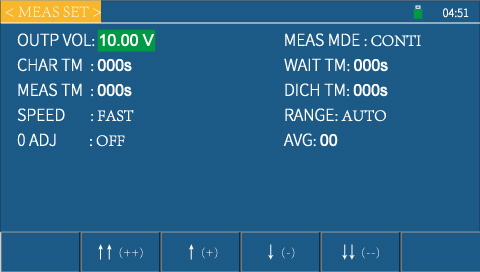 < MEAS SET >
04:51
OUTP VOL: 10.00 V
MEAS MDE : CONTI
CHAR TM : 000s
WAIT TM: 000s
MEAS TM : 000s
DICH TM: 000s
SPEED : FAST
RANGE: AUTO
0 ADJ : OFF
AVG: 00
↑↑ (++)
↑ (+)
↓ (-)
↓↓ (--)